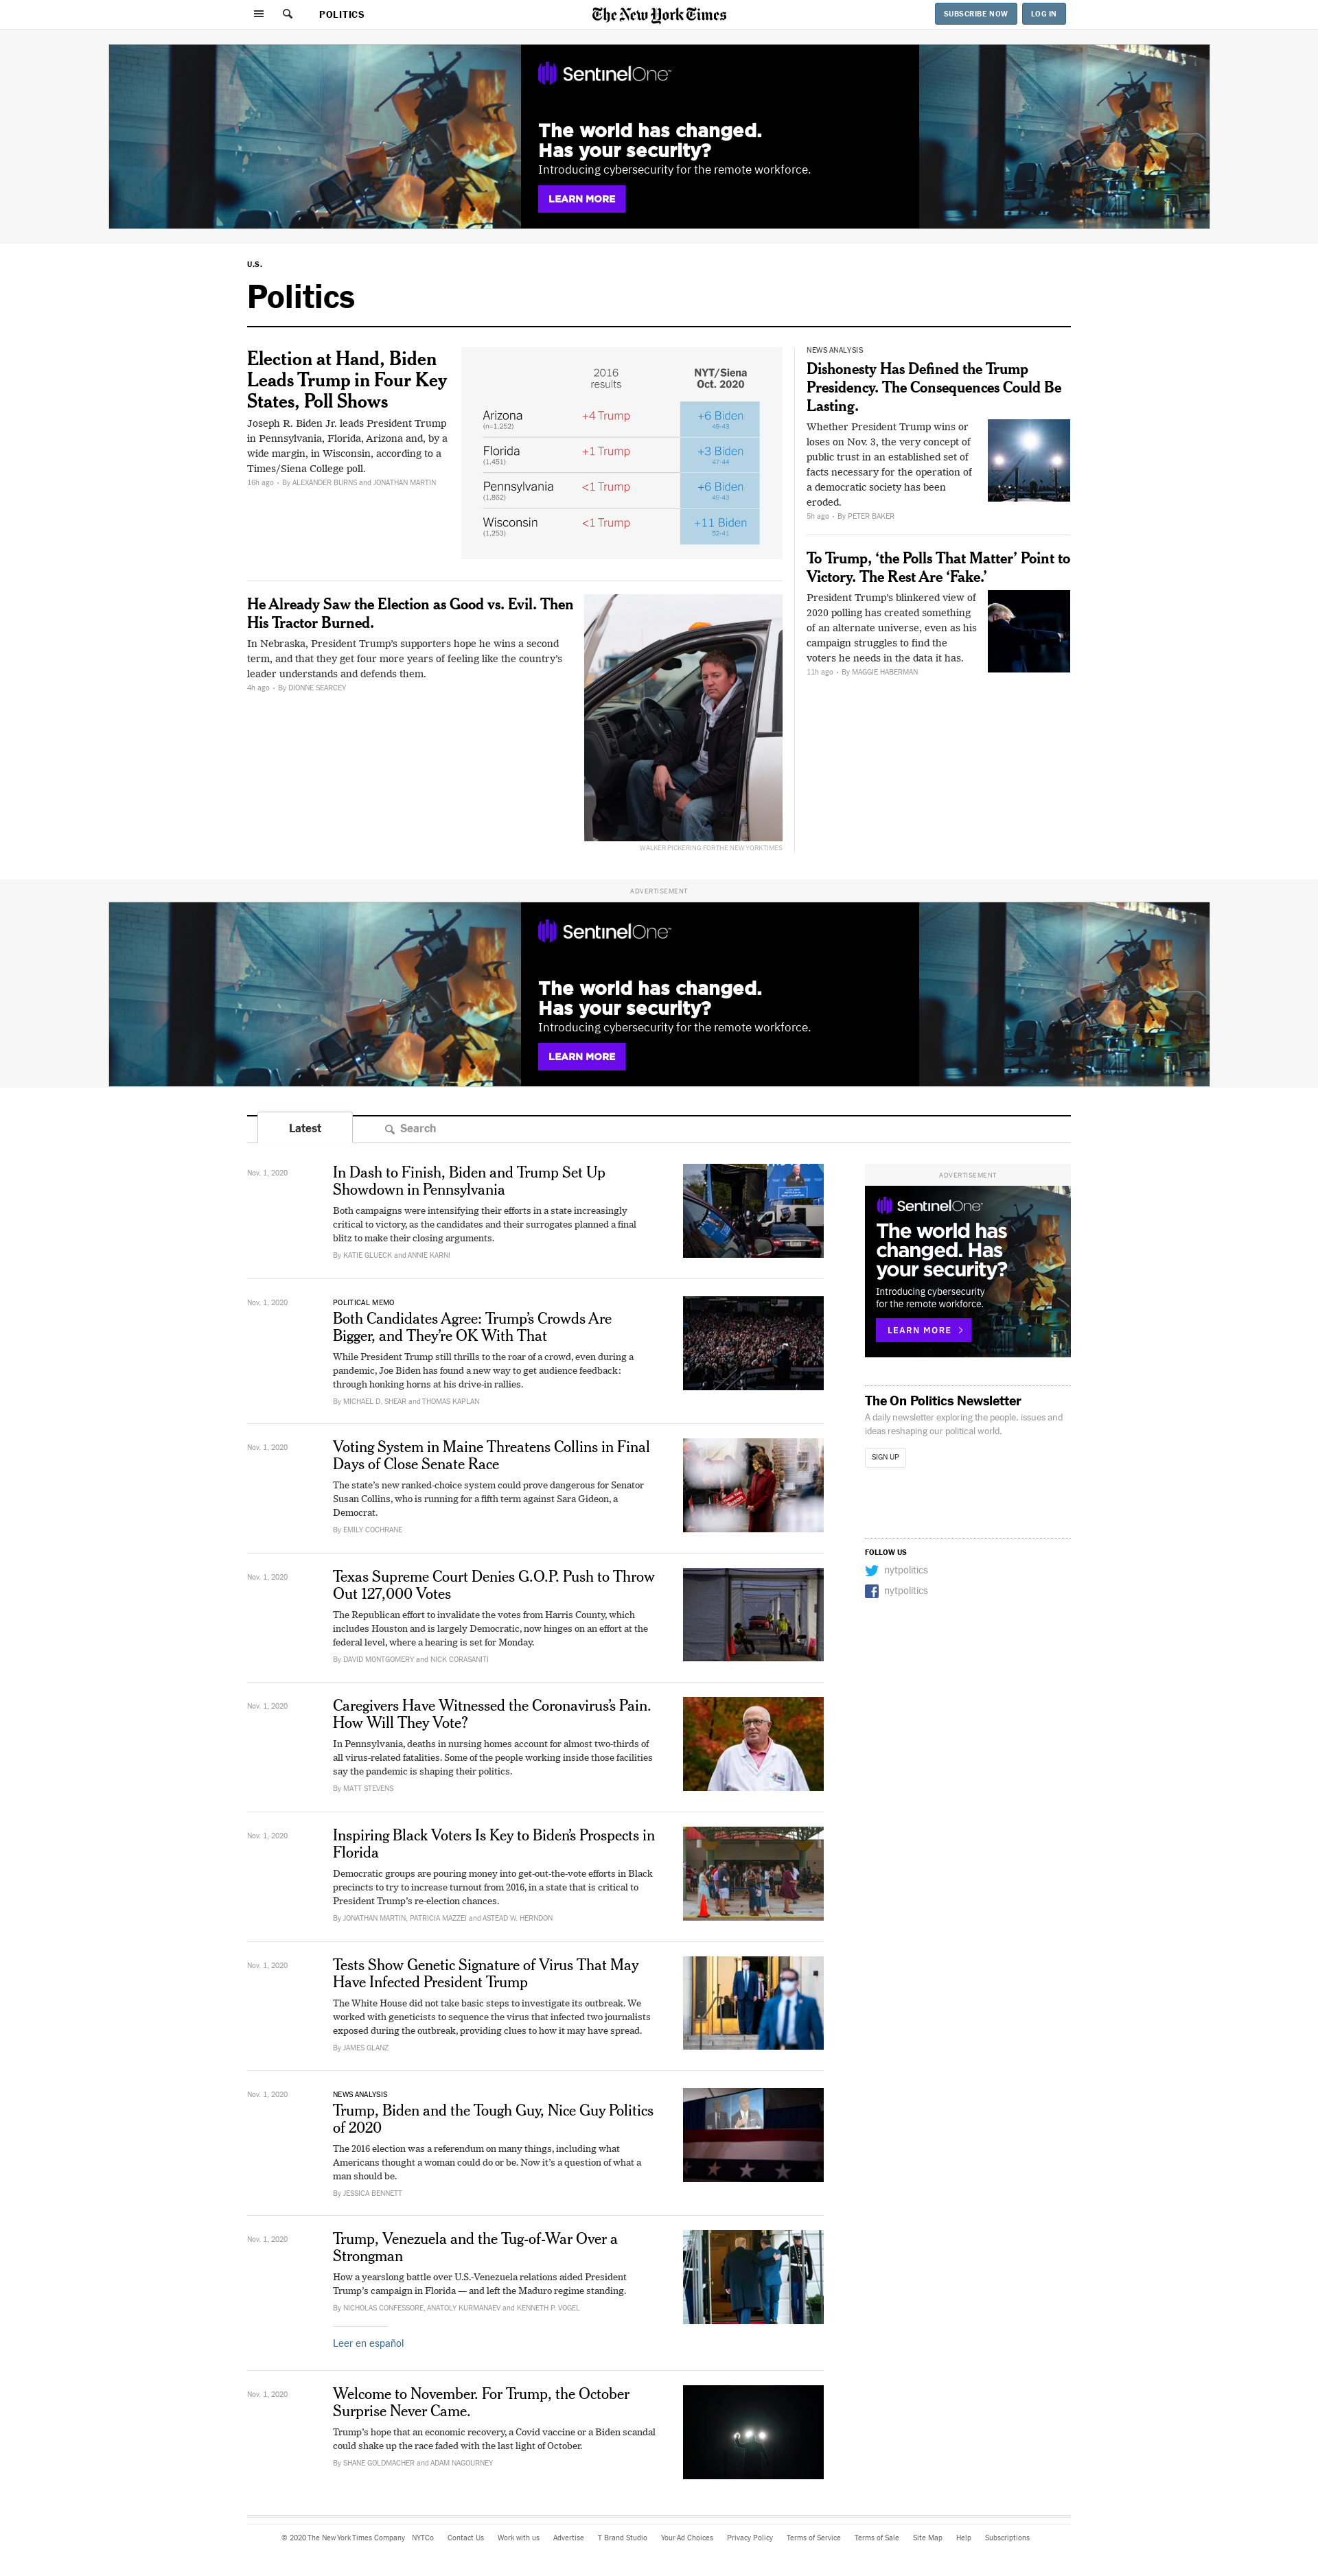 POLITICS
The New York Times
SUBSCRIBE NOW
LOG IN
SentinelOne™
The world has changed.
Has your security?
Introducing cybersecurity for the remote workforce.
LEARN MORE
U.S.
Politics
Election at Hand, Biden
Leads Trump in Four Key
States, Poll Shows
Joseph R. Biden Jr. leads President Trump
in Pennsylvania, Florida, Arizona and, by a
wide margin, in Wisconsin, according to a
Times/Siena College poll.
16h ago • By ALEXANDER BURNS and JONATHAN MARTIN
2016 results
NYT/Siena Oct. 2020
Arizona +4 Trump +6 Biden
(n=1,252) 49-43
Florida +1 Trump +3 Biden
(1,451) 47-44
Pennsylvania <1 Trump +6 Biden
(1,862) 49-43
Wisconsin <1 Trump +11 Biden
(1,253) 52-41
He Already Saw the Election as Good vs. Evil. Then
His Tractor Burned.
In Nebraska, President Trump's supporters hope he wins a second
term, and that they get four more years of feeling like the country's
leader understands and defends them.
4h ago • By DIONNE SEARCEY
WALKER PICKERING FOR THE NEW YORK TIMES
NEWS ANALYSIS
Dishonesty Has Defined the Trump
Presidency. The Consequences Could Be
Lasting.
Whether President Trump wins or
loses on Nov. 3, the very concept of
public trust in an established set of
facts necessary for the operation of
a democratic society has been
eroded.
5h ago • By PETER BAKER
To Trump, ‘the Polls That Matter’ Point to
Victory. The Rest Are ‘Fake.’
President Trump's blinkered view of
2020 polling has created something
of an alternate universe, even as his
campaign struggles to find the
voters he needs in the data it has.
11h ago • By MAGGIE HABERMAN
ADVERTISEMENT
SentinelOne™
The world has changed.
Has your security?
Introducing cybersecurity for the remote workforce.
LEARN MORE
Latest
Search
Nov. 1, 2020
In Dash to Finish, Biden and Trump Set Up
Showdown in Pennsylvania
Both campaigns were intensifying their efforts in a state increasingly
critical to victory, as the candidates and their surrogates planned a final
blitz to make their closing arguments.
By KATIE GLUECK and ANNIE KARNI
Nov. 1, 2020
POLITICAL MEMO
Both Candidates Agree: Trump's Crowds Are
Bigger, and They're OK With That
While President Trump still thrills to the roar of a crowd, even during a
pandemic, Joe Biden has found a new way to get audience feedback:
through honking horns at his drive-in rallies.
By MICHAEL D. SHEAR and THOMAS KAPLAN
Nov. 1, 2020
Voting System in Maine Threatens Collins in Final
Days of Close Senate Race
The state's new ranked-choice system could prove dangerous for Senator
Susan Collins, who is running for a fifth term against Sara Gideon, a
Democrat.
By EMILY COCHRANE
Nov. 1, 2020
Texas Supreme Court Denies G.O.P. Push to Throw
Out 127,000 Votes
The Republican effort to invalidate the votes from Harris County, which
includes Houston and is largely Democratic, now hinges on an effort at the
federal level, where a hearing is set for Monday.
By DAVID MONTGOMERY and NICK CORASANITI
Nov. 1, 2020
Caregivers Have Witnessed the Coronavirus's Pain.
How Will They Vote?
In Pennsylvania, deaths in nursing homes account for almost two-thirds of
all virus-related fatalities. Some of the people working inside those facilities
say the pandemic is shaping their politics.
By MATT STEVENS
Nov. 1, 2020
Inspiring Black Voters Is Key to Biden's Prospects in
Florida
Democratic groups are pouring money into get-out-the-vote efforts in Black
precincts to try to increase turnout from 2016, in a state that is critical to
President Trump's re-election chances.
By JONATHAN MARTIN, PATRICIA MAZZEI and ASTEAD W. HERNDON
Nov. 1, 2020
Tests Show Genetic Signature of Virus That May
Have Infected President Trump
The White House did not take basic steps to investigate its outbreak. We
worked with geneticists to sequence the virus that infected two journalists
exposed during the outbreak, providing clues to how it may have spread.
By JAMES GLANZ
Nov. 1, 2020
NEWS ANALYSIS
Trump, Biden and the Tough Guy, Nice Guy Politics
of 2020
The 2016 election was a referendum on many things, including what
Americans thought a woman could do or be. Now it's a question of what a
man should be.
By JESSICA BENNETT
Nov. 1, 2020
Trump, Venezuela and the Tug-of-War Over a
Strongman
How a yearslong battle over U.S.-Venezuela relations aided President
Trump's campaign in Florida — and left the Maduro regime standing.
By NICHOLAS CONFESSORE, ANATOLY KURMANAEV and KENNETH P. VOGEL
Leer en español
Nov. 1, 2020
Welcome to November. For Trump, the October
Surprise Never Came.
Trump's hope that an economic recovery, a Covid vaccine or a Biden scandal
could shake up the race faded with the last light of October.
By SHANE GOLDMACHER and ADAM NAGOURNEY
ADVERTISEMENT
SentinelOne
The world has
changed. Has
your security?
Introducing cybersecurity
for the remote workforce.
LEARN MORE >
The On Politics Newsletter
A daily newsletter exploring the people, issues and
ideas reshaping our political world.
SIGN UP
FOLLOW US
nytpolitics
nytpolitics
© 2020 The New York Times Company NYTCo Contact Us Work with us Advertise T Brand Studio Your Ad Choices Privacy Policy Terms of Service Terms of Sale Site Map Help Subscriptions